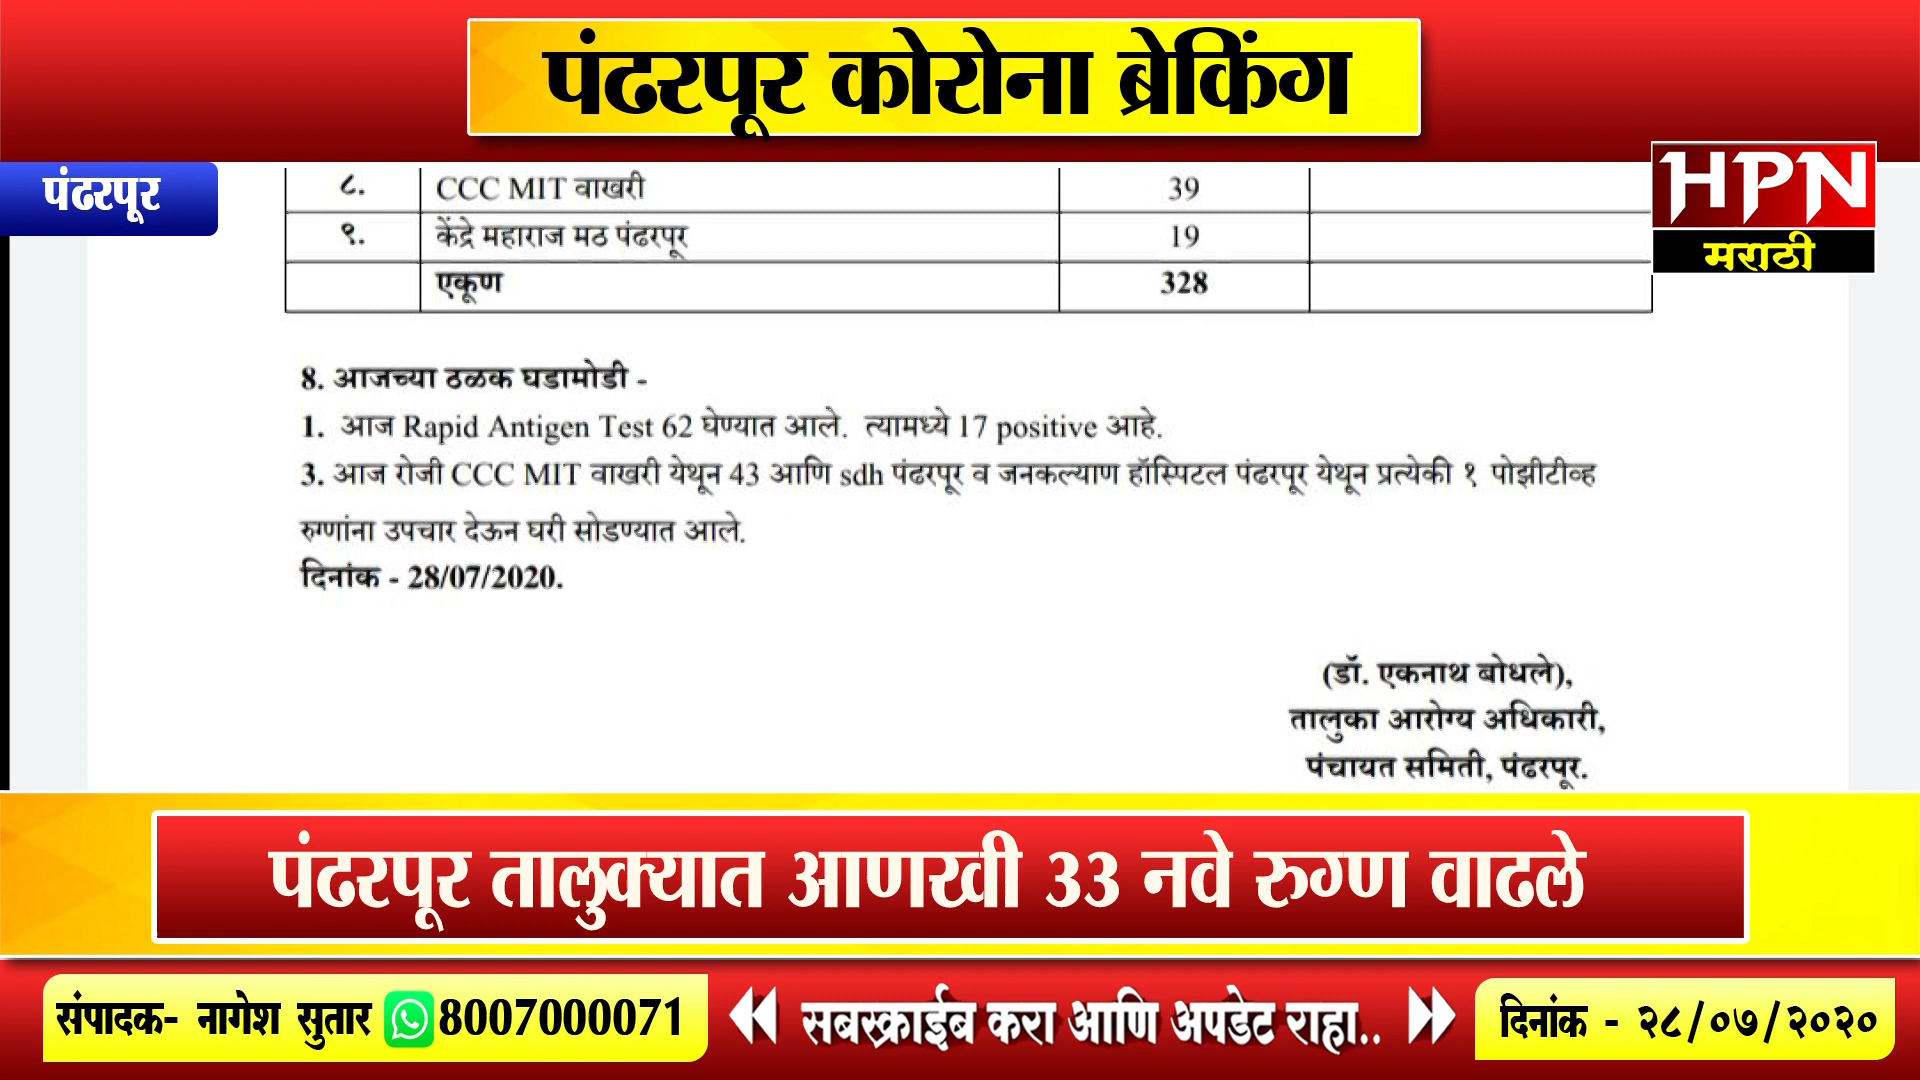 पंढरपूर कोरोना ब्रेकिंग
पंढरपूर
HPN
मराठी
८. CCC MIT वाखरी 39
९. केंद्रे महाराज मठ पंढरपूर 19
एकूण 328
8. आजच्या ठळक घडामोडी -
1. आज Rapid Antigen Test 62 घेण्यात आले. त्यामध्ये 17 positive आहे.
3. आज रोजी CCC MIT वाखरी येथून 43 आणि sdh पंढरपूर व जनकल्याण हॉस्पिटल पंढरपूर येथून प्रत्येकी १ पोझीटीव्ह
रुग्णांना उपचार देऊन घरी सोडण्यात आले.
दिनांक - 28/07/2020.
(डॉ. एकनाथ बोधले),
तालुका आरोग्य अधिकारी,
पंचायत समिती, पंढरपूर.
पंढरपूर तालुक्यात आणखी 33 नवे रुग्ण वाढले
संपादक- नागेश सुतार 8007000071
सबस्क्राईब करा आणि अपडेट राहा..
दिनांक - २८/०७/२०२०